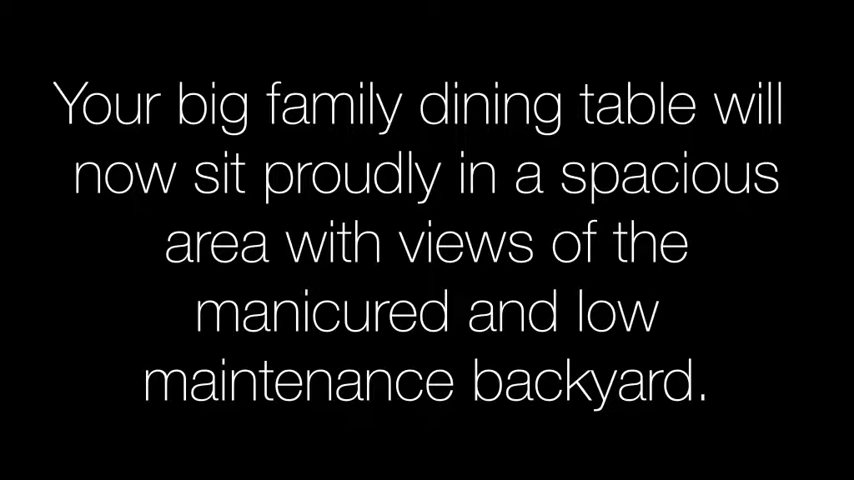 Your big family dining table will
now sit proudly in a spacious
area with views of the
manicured and low
maintenance backyard.